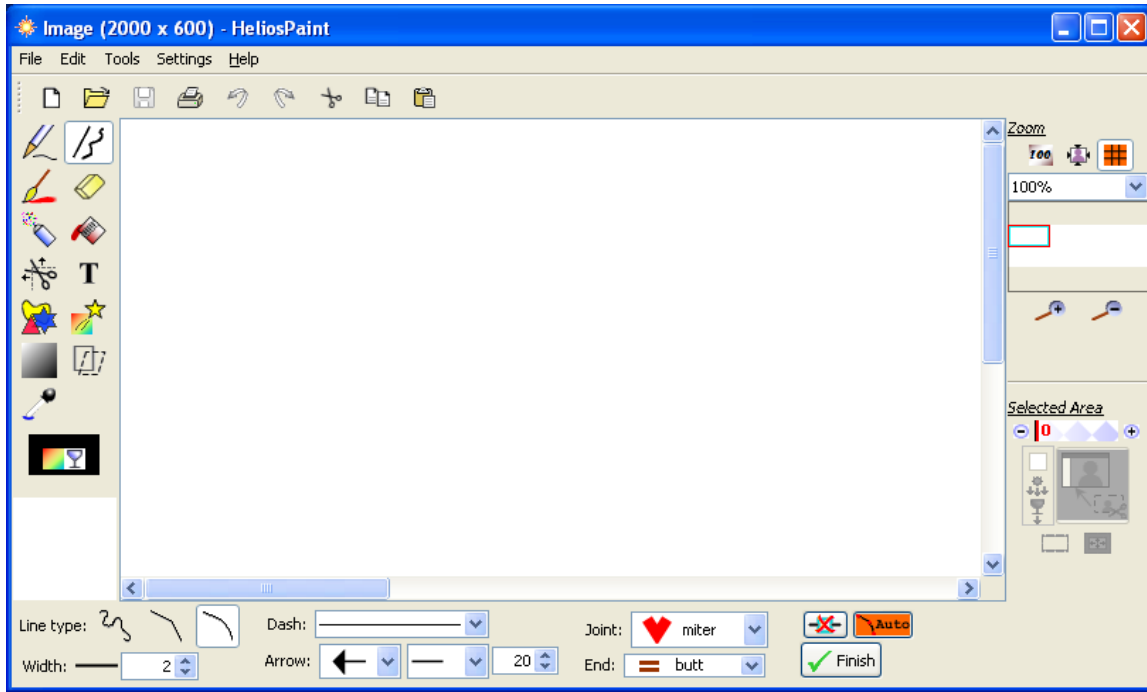 Image (2000 x 600) - HeliosPaint
File Edit Tools Settings Help
Zoom
100
100%
T
Selected Area
0
Line type:
Dash:
Joint: miter
Auto
Width: 2
Arrow: 20
End: butt
Finish